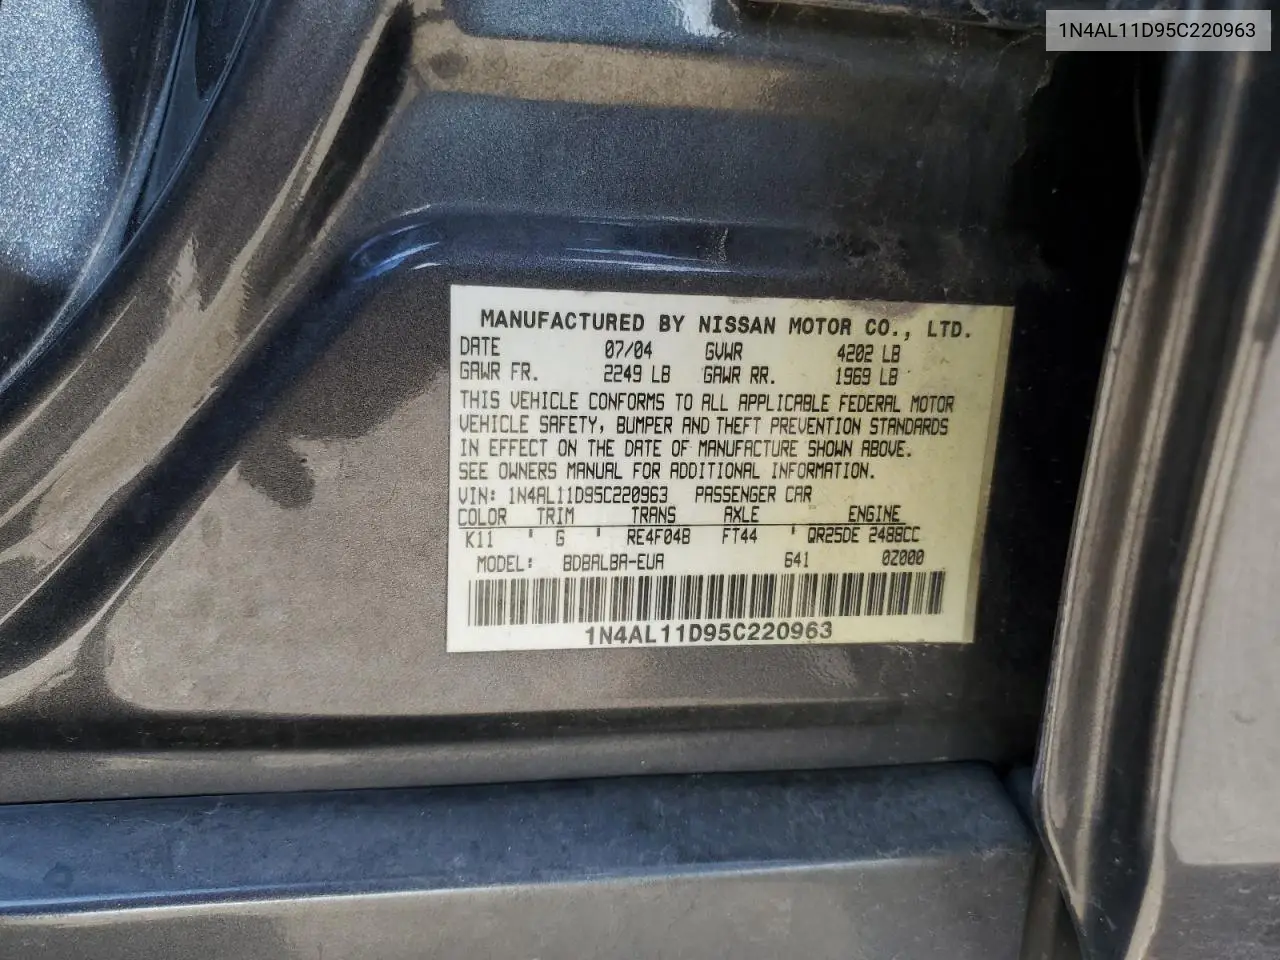 1N4AL11D95C220963
MANUFACTURED BY NISSAN MOTOR CO., LTD.
DATE 07/04 GVWR 4202 LB
GAWR FR. 2249 LB GAWR RR. 1969 LB
THIS VEHICLE CONFORMS TO ALL APPLICABLE FEDERAL MOTOR
VEHICLE SAFETY, BUMPER AND THEFT PREVENTION STANDARDS
IN EFFECT ON THE DATE OF MANUFACTURE SHOWN ABOVE.
SEE OWNERS MANUAL FOR ADDITIONAL INFORMATION.
VIN: 1N4AL11D95C220963 PASSENGER CAR
COLOR TRIM TRANS AXLE ENGINE
K11 ' G ' RE4F04B FT44 ' QR25DE 2488CC
MODEL: BDBALBA-EUA 641 02000
1N4AL11D95C220963